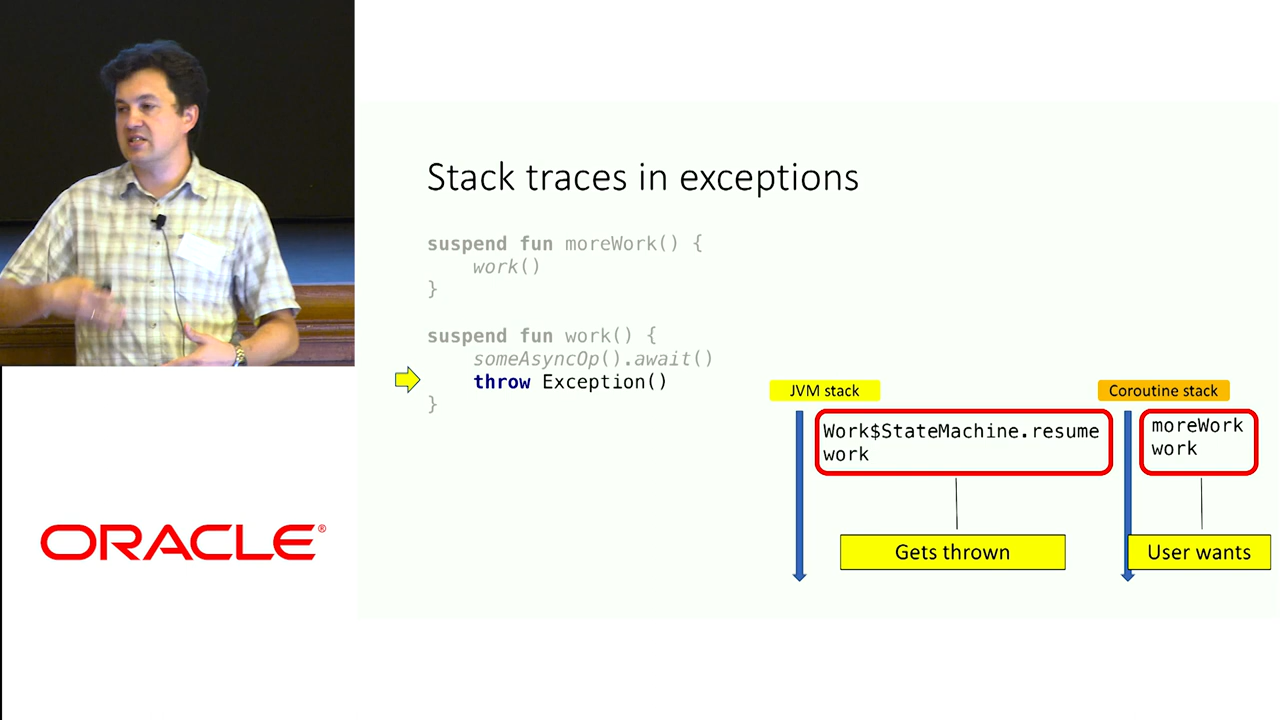 Stack traces in exceptions
suspend fun moreWork() {
work()
}
suspend fun work() {
someAsyncOp().await()
throw Exception()
}
JVM stack
Work$StateMachine.resume
work
Gets thrown
Coroutine stack
moreWork
work
User wants
ORACLE®